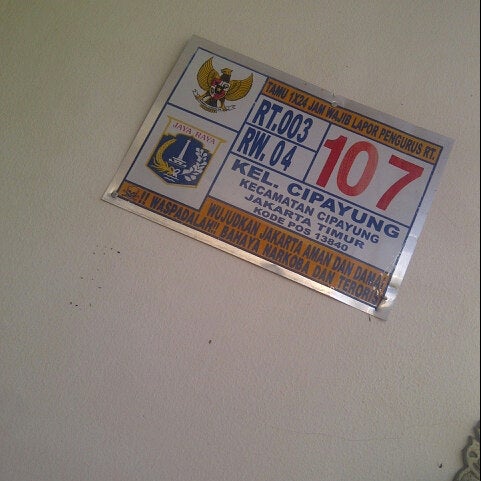 TAMU 1X24 JAM WAJIB LAPOR PENGURUS RT.
JAYA RAYA
RT.003
RW. 04
107
KEL. CIPAYUNG
KECAMATAN CIPAYUNG
JAKARTA TIMUR
KODE POS 13840
WUJUDKAN JAKARTA AMAN DAN DAMAI
!! WASPADALAH!! BAHAYA NARKOBA DAN TERORIS